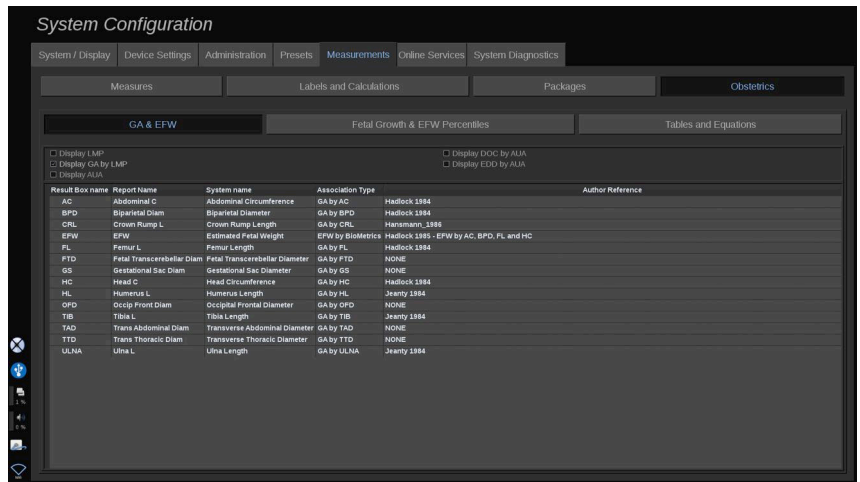 System Configuration
System / Display Device Settings Administration Presets Measurements Online Services System Diagnostics
Measures Labels and Calculations Packages Obstetrics
GA & EFW Fetal Growth & EFW Percentiles Tables and Equations
Display LMP Display DOC by AUA
Display GA by LMP Display EDD by AUA
Display AUA
Result Box name Report Name System name Association Type Author Reference
AC Abdominal C Abdominal Circumference GA by AC Hadlock 1984
BPD Biparietal Diam Biparietal Diameter GA by BPD Hadlock 1984
CRL Crown Rump L Crown Rump Length GA by CRL Hansmann_1986
EFW EFW Estimated Fetal Weight EFW by BioMetrics Hadlock 1985 - EFW by AC, BPD, FL and HC
FL Femur L Femur Length GA by FL Hadlock 1984
FTD Fetal Transcerebellar Diam Fetal Transcerebellar Diameter GA by FTD NONE
GS Gestational Sac Diam Gestational Sac Diameter GA by GS NONE
HC Head C Head Circumference GA by HC Hadlock 1984
HL Humerus L Humerus Length GA by HL Jeanty 1984
OFD Occip Front Diam Occipital Frontal Diameter GA by OFD NONE
TIB Tibia L Tibia Length GA by TIB Jeanty 1984
TAD Trans Abdominal Diam Transverse Abdominal Diameter GA by TAD NONE
TTD Trans Thoracic Diam Transverse Thoracic Diameter GA by TTD NONE
ULNA Ulna L Ulna Length GA by ULNA Jeanty 1984
1 %
0 %